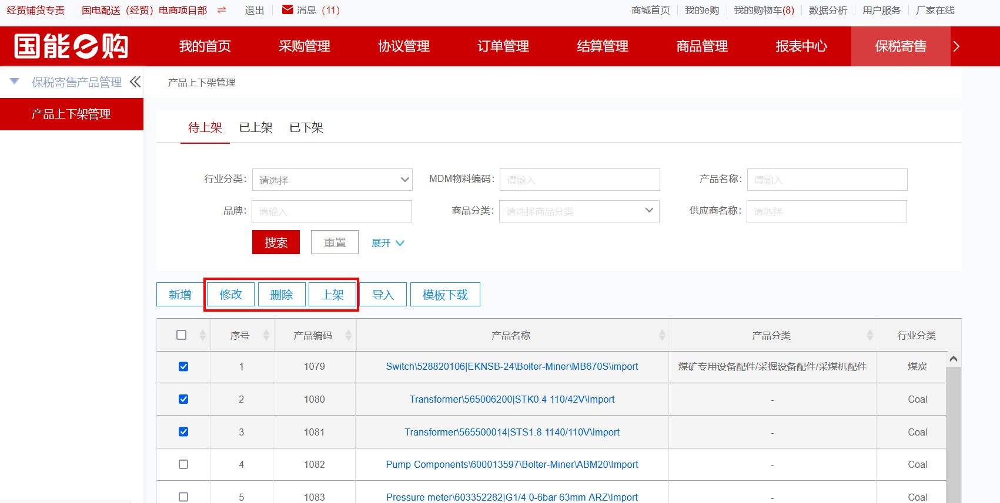 经贸铺货专责 国电配送（经贸）电商项目部 退出 消息（11） 商城首页 我的e购 我的购物车(8) 数据分析 用户服务 厂家在线
国能e购 我的首页 采购管理 协议管理 订单管理 结算管理 商品管理 报表中心 保税寄售
保税寄售产品管理 产品上下架管理
产品上下架管理
待上架 已上架 已下架
行业分类： 请选择 MDM物料编码： 请输入 产品名称： 请输入
品牌： 请输入 商品分类： 请选择商品分类 供应商名称： 请选择
搜索 重置 展开
新增 修改 删除 上架 导入 模板下载
序号 产品编码 产品名称 产品分类 行业分类
1 1079 Switch\528820106|EKNSB-24\Bolter-Miner\MB670S\import 煤矿专用设备配件/采掘设备配件/采煤机配件 煤炭
2 1080 Transformer\565006200|STK0.4 110/42V\Import - Coal
3 1081 Transformer\565500014|STS1.8 1140/110V\Import - Coal
4 1082 Pump Components\600013597\Bolter-Miner\ABM20\Import - Coal
5 1083 Pressure meter\603352282|G1/4 0-6bar 63mm ARZ\Import - Coal